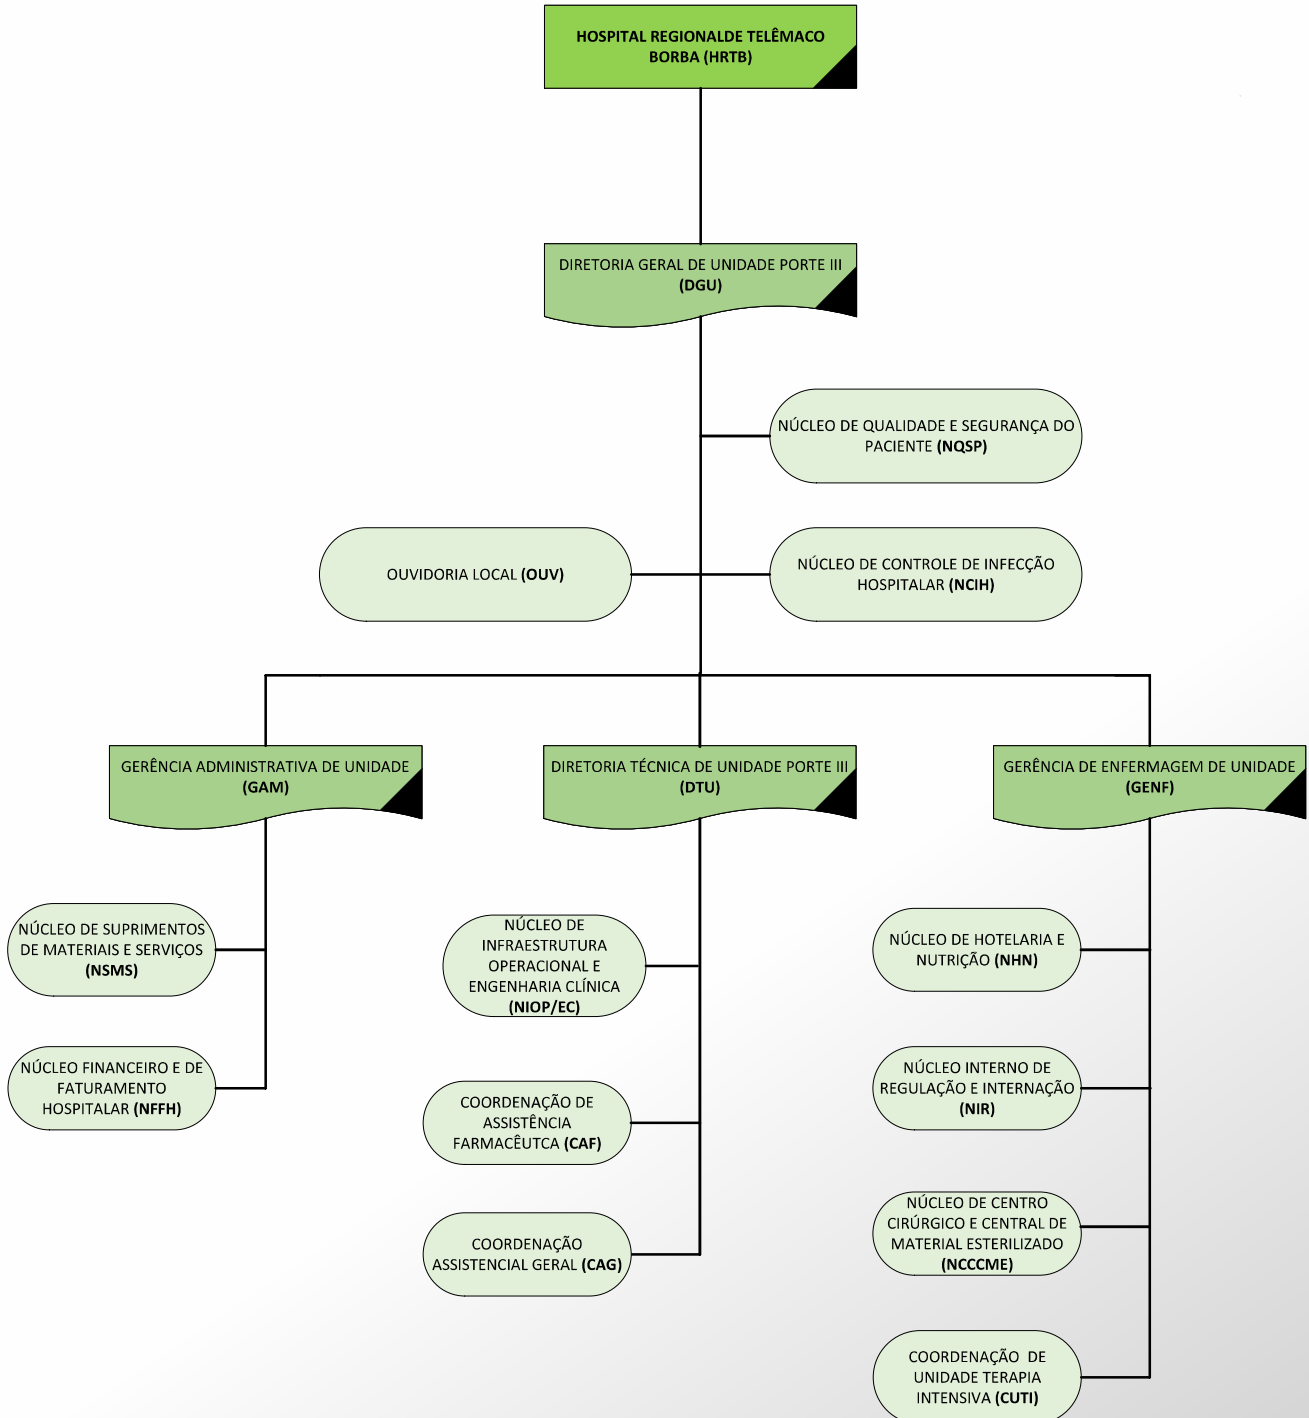 HOSPITAL REGIONALDE TELÊMACO
BORBA (HRTB)
DIRETORIA GERAL DE UNIDADE PORTE III
(DGU)
NÚCLEO DE QUALIDADE E SEGURANÇA DO
PACIENTE (NQSP)
OUVIDORIA LOCAL (OUV)
NÚCLEO DE CONTROLE DE INFECÇÃO
HOSPITALAR (NCIH)
GERÊNCIA ADMINISTRATIVA DE UNIDADE
(GAM)
DIRETORIA TÉCNICA DE UNIDADE PORTE III
(DTU)
GERÊNCIA DE ENFERMAGEM DE UNIDADE
(GENF)
NÚCLEO DE SUPRIMENTOS
DE MATERIAIS E SERVIÇOS
(NSMS)
NÚCLEO FINANCEIRO E DE
FATURAMENTO
HOSPITALAR (NFFH)
NÚCLEO DE
INFRAESTRUTURA
OPERACIONAL E
ENGENHARIA CLÍNICA
(NIOP/EC)
COORDENAÇÃO DE
ASSISTÊNCIA
FARMACÊUTCA (CAF)
COORDENAÇÃO
ASSISTENCIAL GERAL (CAG)
NÚCLEO DE HOTELARIA E
NUTRIÇÃO (NHN)
NÚCLEO INTERNO DE
REGULAÇÃO E INTERNAÇÃO
(NIR)
NÚCLEO DE CENTRO
CIRÚRGICO E CENTRAL DE
MATERIAL ESTERILIZADO
(NCCCME)
COORDENAÇÃO DE
UNIDADE TERAPIA
INTENSIVA (CUTI)